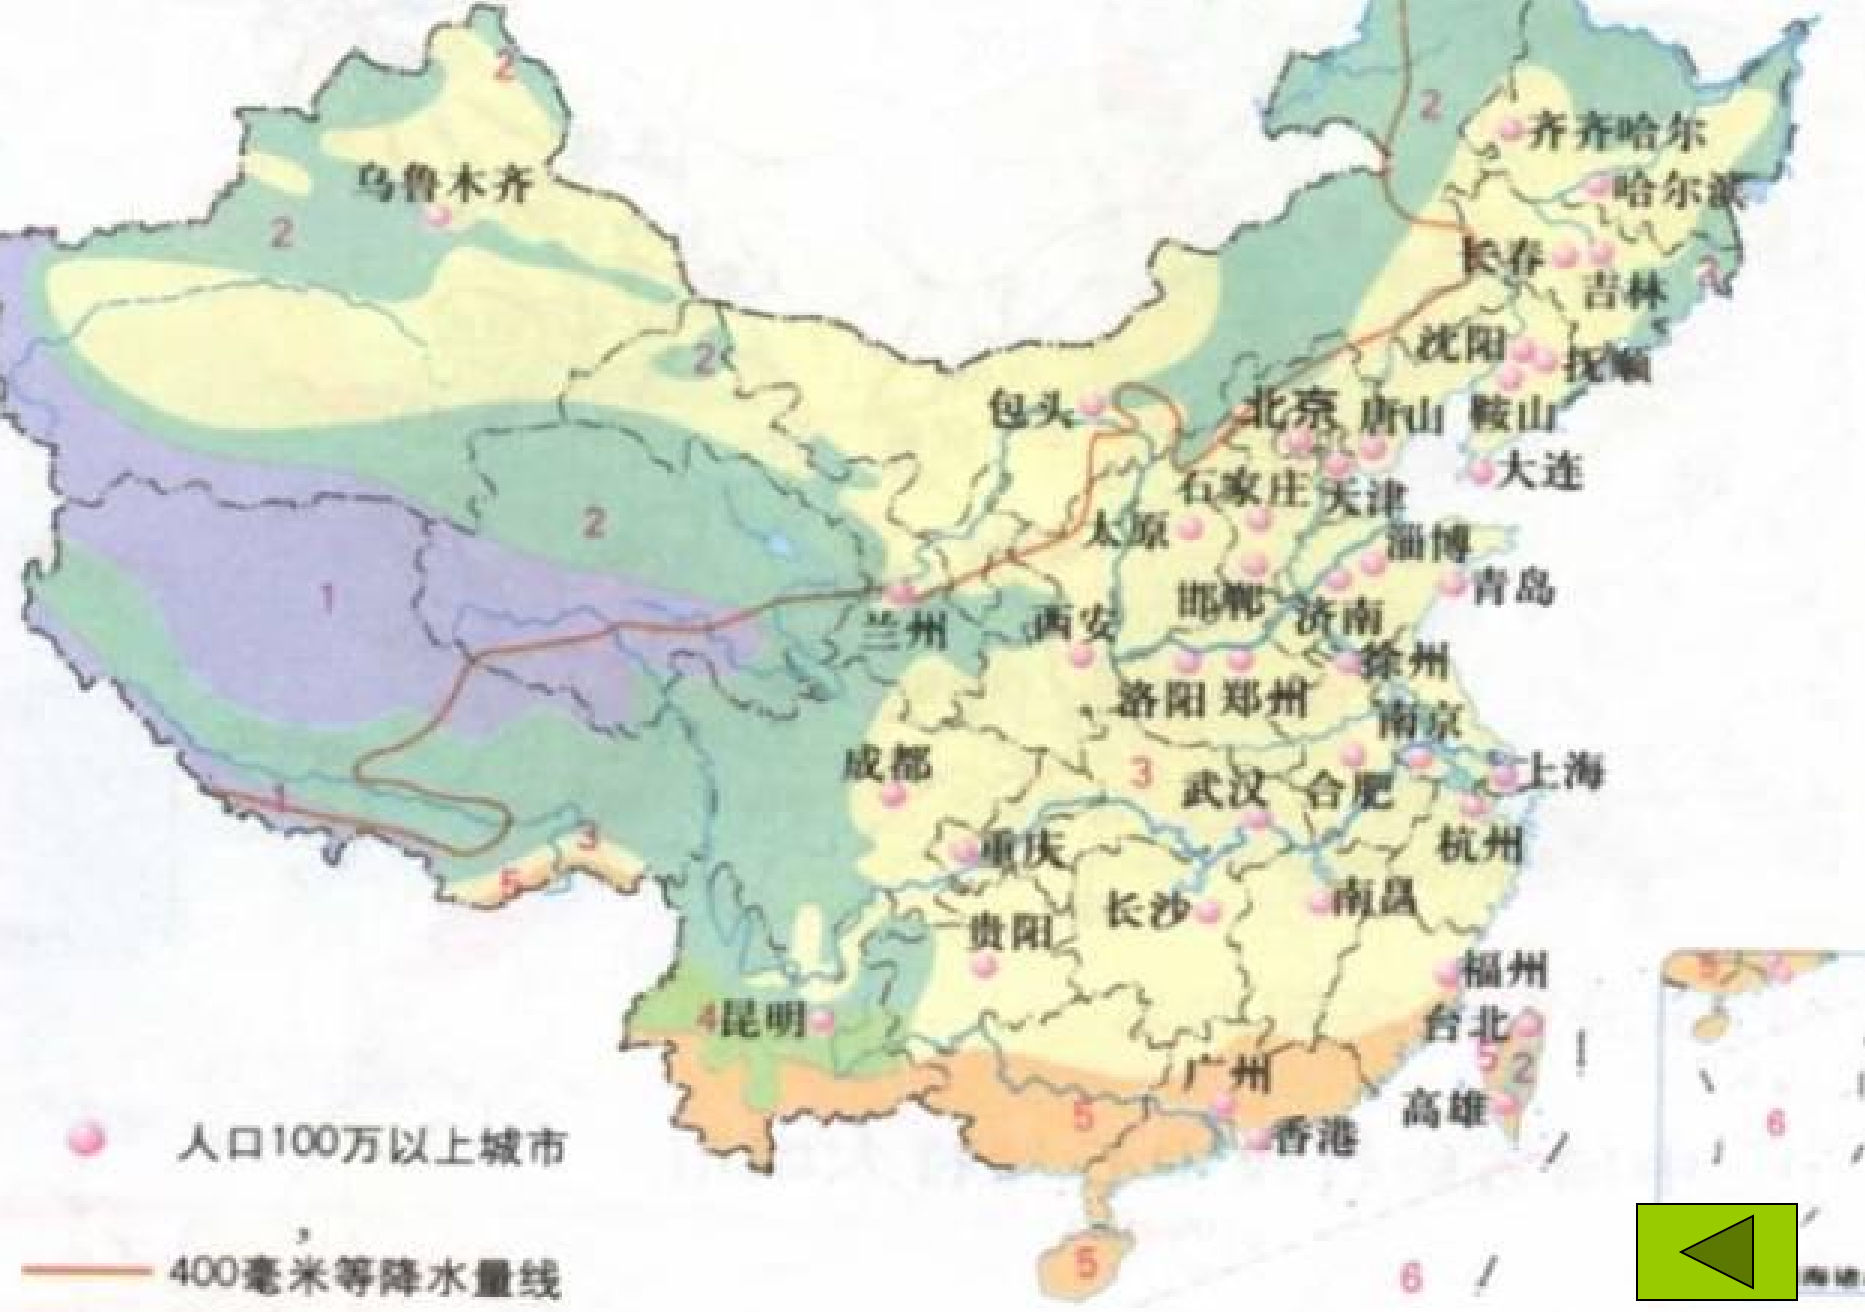 2
2
齐齐哈尔
乌鲁木齐
哈尔滨
2
长春
2
吉林
沈阳
2
抚顺
包头
北京
唐山
鞍山
大连
石家庄
天津
2
太原
淄博
青岛
1
邯郸
济南
兰州
西安
徐州
洛阳
郑州
南京
成都
3
武汉
合肥
上海
1
3
重庆
杭州
5
长沙
南昌
贵阳
福州
5
4
昆明
台北
广州
5
2
5
高雄
6
香港
人口100万以上城市
5
6
400毫米等降水量线